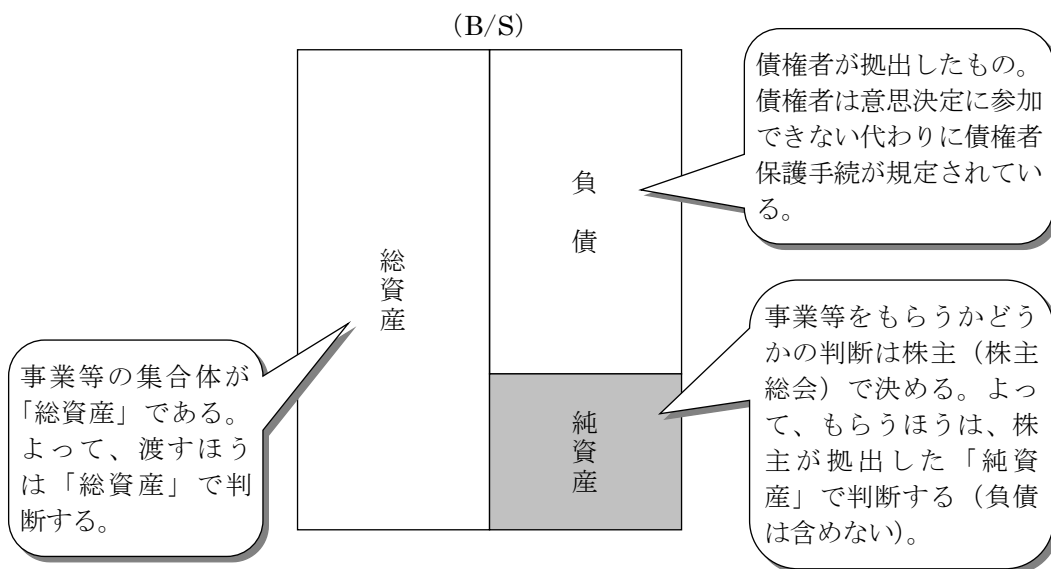 （B/S）
債権者が拠出したもの。
債権者は意思決定に参加
できない代わりに債権者
保護手続が規定されてい
る。
負債
総資産
事業等をもらうかどう
かの判断は株主（株主
総会）で決める。よっ
て、もらうほうは、株
主が拠出した「純資
産」で判断する（負債
は含めない）。
事業等の集合体が
「総資産」である。
よって、渡すほう
は「総資産」で判
断する。
純資産